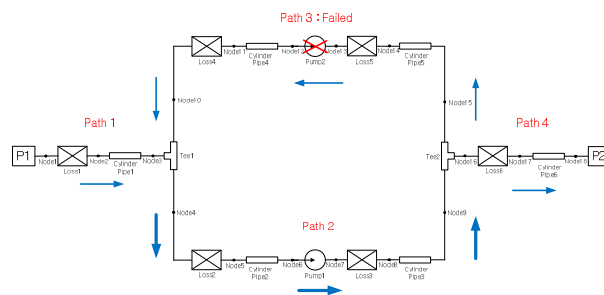 Path 3 : Failed
Loss4
Node11
Cylinder
Pipe4
Node12
Pump2
Node13
Loss5
Node14
Cylinder
Pipe5
Node10
Node15
Path 1
Path 4
P1
Node1
Loss1
Node2
Cylinder
Pipe1
Node3
Tee1
Tee2
Node16
Loss6
Node17
Cylinder
Pipe6
Node18
P2
Node4
Node9
Path 2
Loss2
Node5
Cylinder
Pipe2
Node6
Pump1
Node7
Loss3
Node8
Cylinder
Pipe3